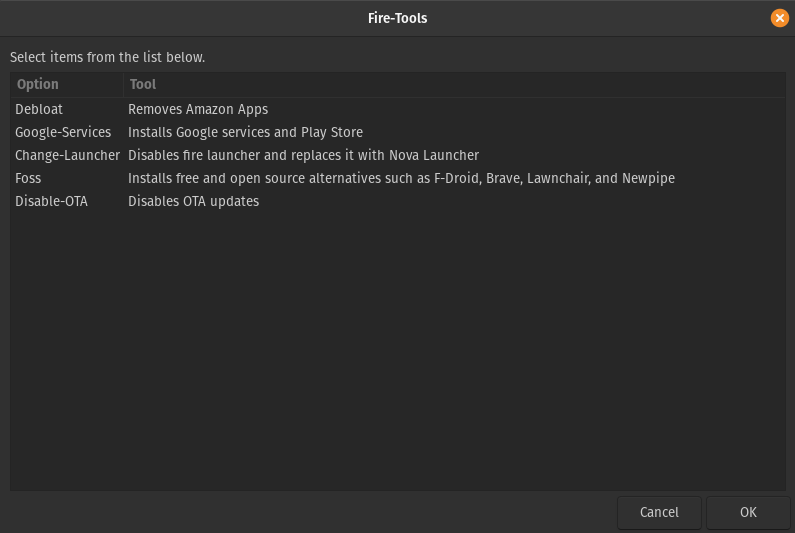 Fire-Tools
Select items from the list below.
Option Tool
Debloat Removes Amazon Apps
Google-Services Installs Google services and Play Store
Change-Launcher Disables fire launcher and replaces it with Nova Launcher
Foss Installs free and open source alternatives such as F-Droid, Brave, Lawnchair, and Newpipe
Disable-OTA Disables OTA updates
Cancel OK